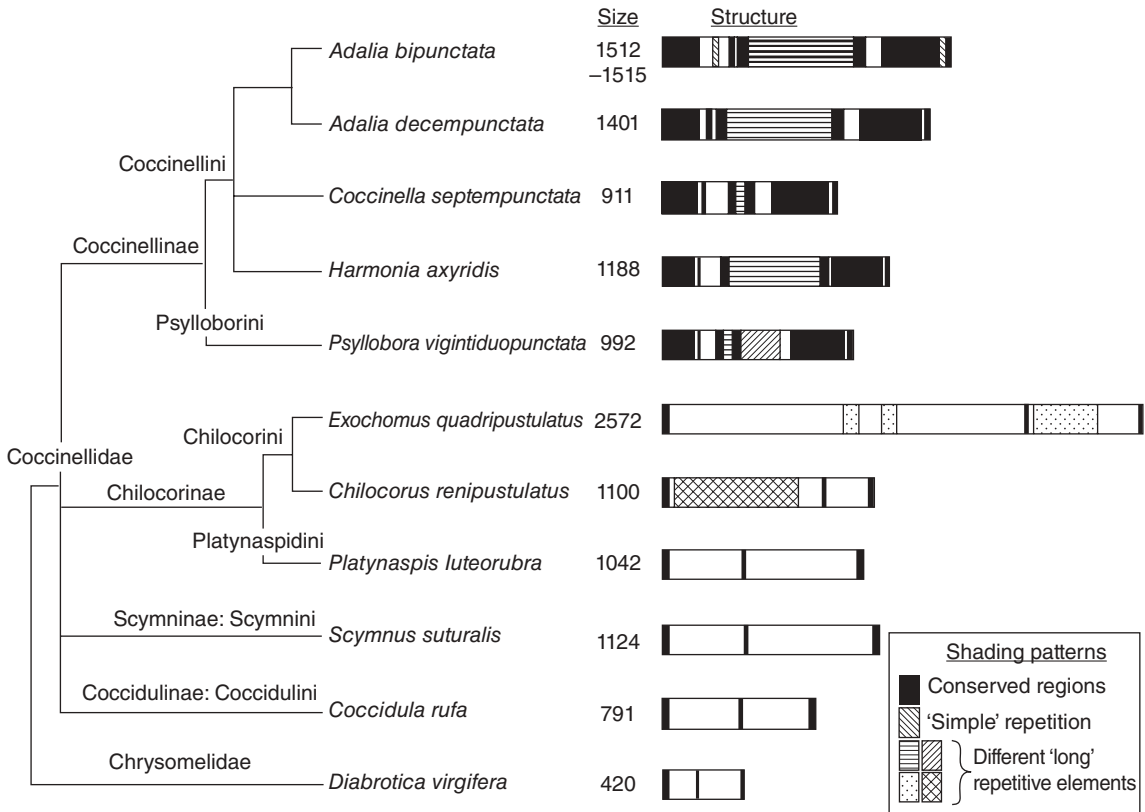 Size Structure
Adalia bipunctata 1512
–1515
Adalia decempunctata 1401
Coccinellini
Coccinella septempunctata 911
Coccinellinae
Harmonia axyridis 1188
Psylloborini
Psyllobora vigintiduopunctata 992
Exochomus quadripustulatus 2572
Chilocorini
Coccinellidae
Chilocorinae
Chilocorus renipustulatus 1100
Platynaspidini
Platynaspis luteorubra 1042
Scymninae: Scymnini
Scymnus suturalis 1124
Coccidulinae: Coccidulini
Coccidula rufa 791
Chrysomelidae
Diabrotica virgifera 420
Shading patterns
Conserved regions
‘Simple’ repetition
Different ‘long’
repetitive elements